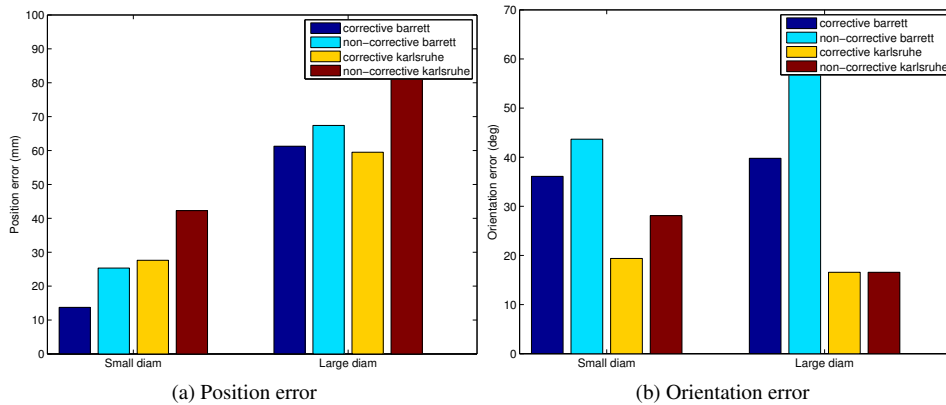 100
90
80
70
60
50
40
30
20
10
0
Position error (mm)
corrective barrett
non-corrective barrett
corrective karlsruhe
non-corrective karlsruhe
Small diam
Large diam
(a) Position error
70
60
50
40
30
20
10
0
Orientation error (deg)
corrective barrett
non-corrective barrett
corrective karlsruhe
non-corrective karlsruhe
Small diam
Large diam
(b) Orientation error